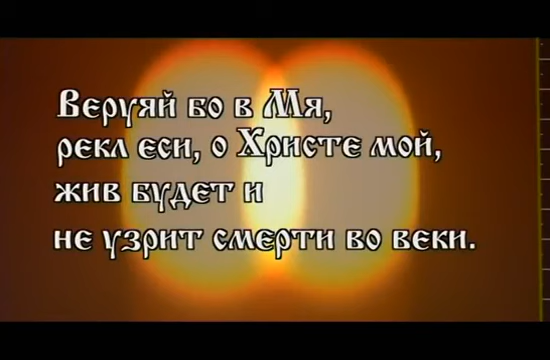 Веруяй бо в Мя,
рекл еси, о Христе мой,
жив будет и
не узрит смерти во веки.